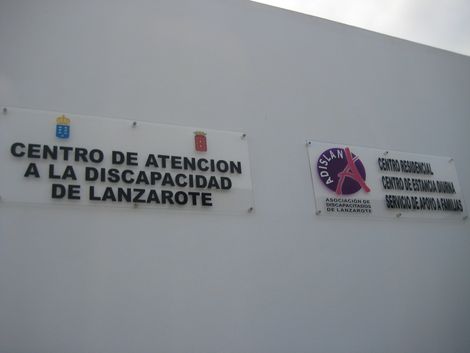 CENTRO DE ATENCION
A LA DISCAPACIDAD
DE LANZAROTE
ADISLAN
ASOCIACIÓN DE
DISCAPACITADOS
DE LANZAROTE
CENTRO RESIDENCIAL
CENTRO DE ESTANCIA DIURNA
SERVICIO DE APOYO A FAMILIAS